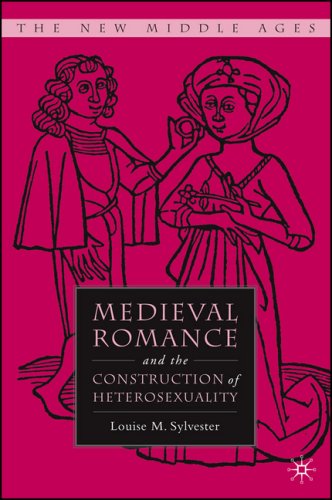 THE NEW MIDDLE AGES
MEDIEVAL
ROMANCE
and the
CONSTRUCTION of
HETEROSEXUALITY
Louise M. Sylvester